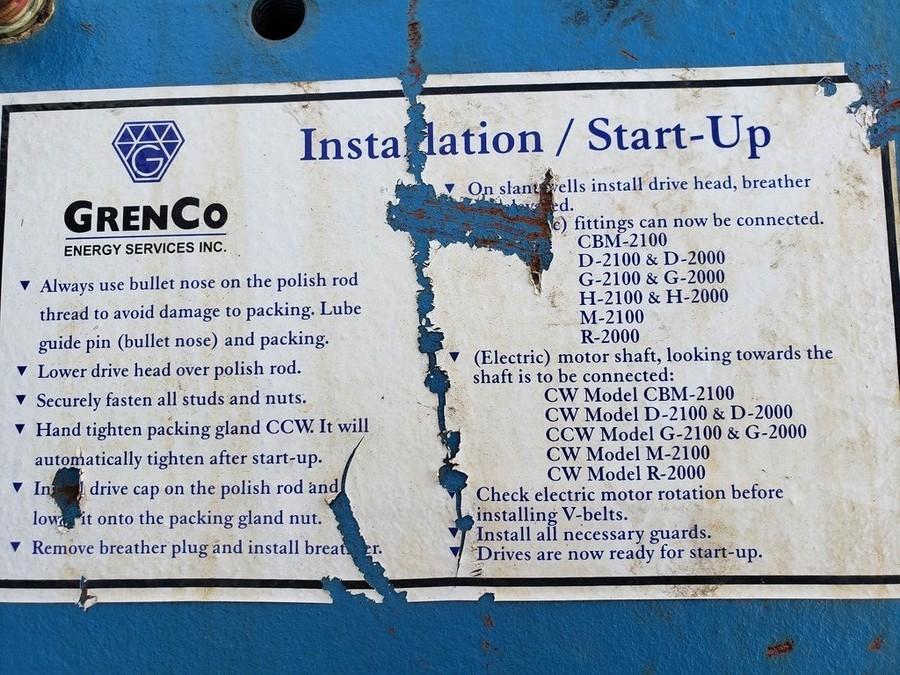 Installation / Start-Up
G
GRENCO
ENERGY SERVICES INC.
Always use bullet nose on the polish rod
thread to avoid damage to packing. Lube
guide pin (bullet nose) and packing.
Lower drive head over polish rod.
Securely fasten all studs and nuts.
Hand tighten packing gland CCW. It will
automatically tighten after start-up.
drive cap on the polish rod and
lower it onto the packing gland nut.
Remove breather plug and install breather.
On slant wells install drive head, breather
fittings can now be connected.
CBM-2100
D-2100 & D-2000
G-2100 & G-2000
H-2100 & H-2000
M-2100
R-2000
(Electric) motor shaft, looking towards the
shaft is to be connected:
CW Model CBM-2100
CW Model D-2100 & D-2000
CCW Model G-2100 & G-2000
CW Model M-2100
CW Model R-2000
Check electric motor rotation before
installing V-belts.
Install all necessary guards.
Drives are now ready for start-up.